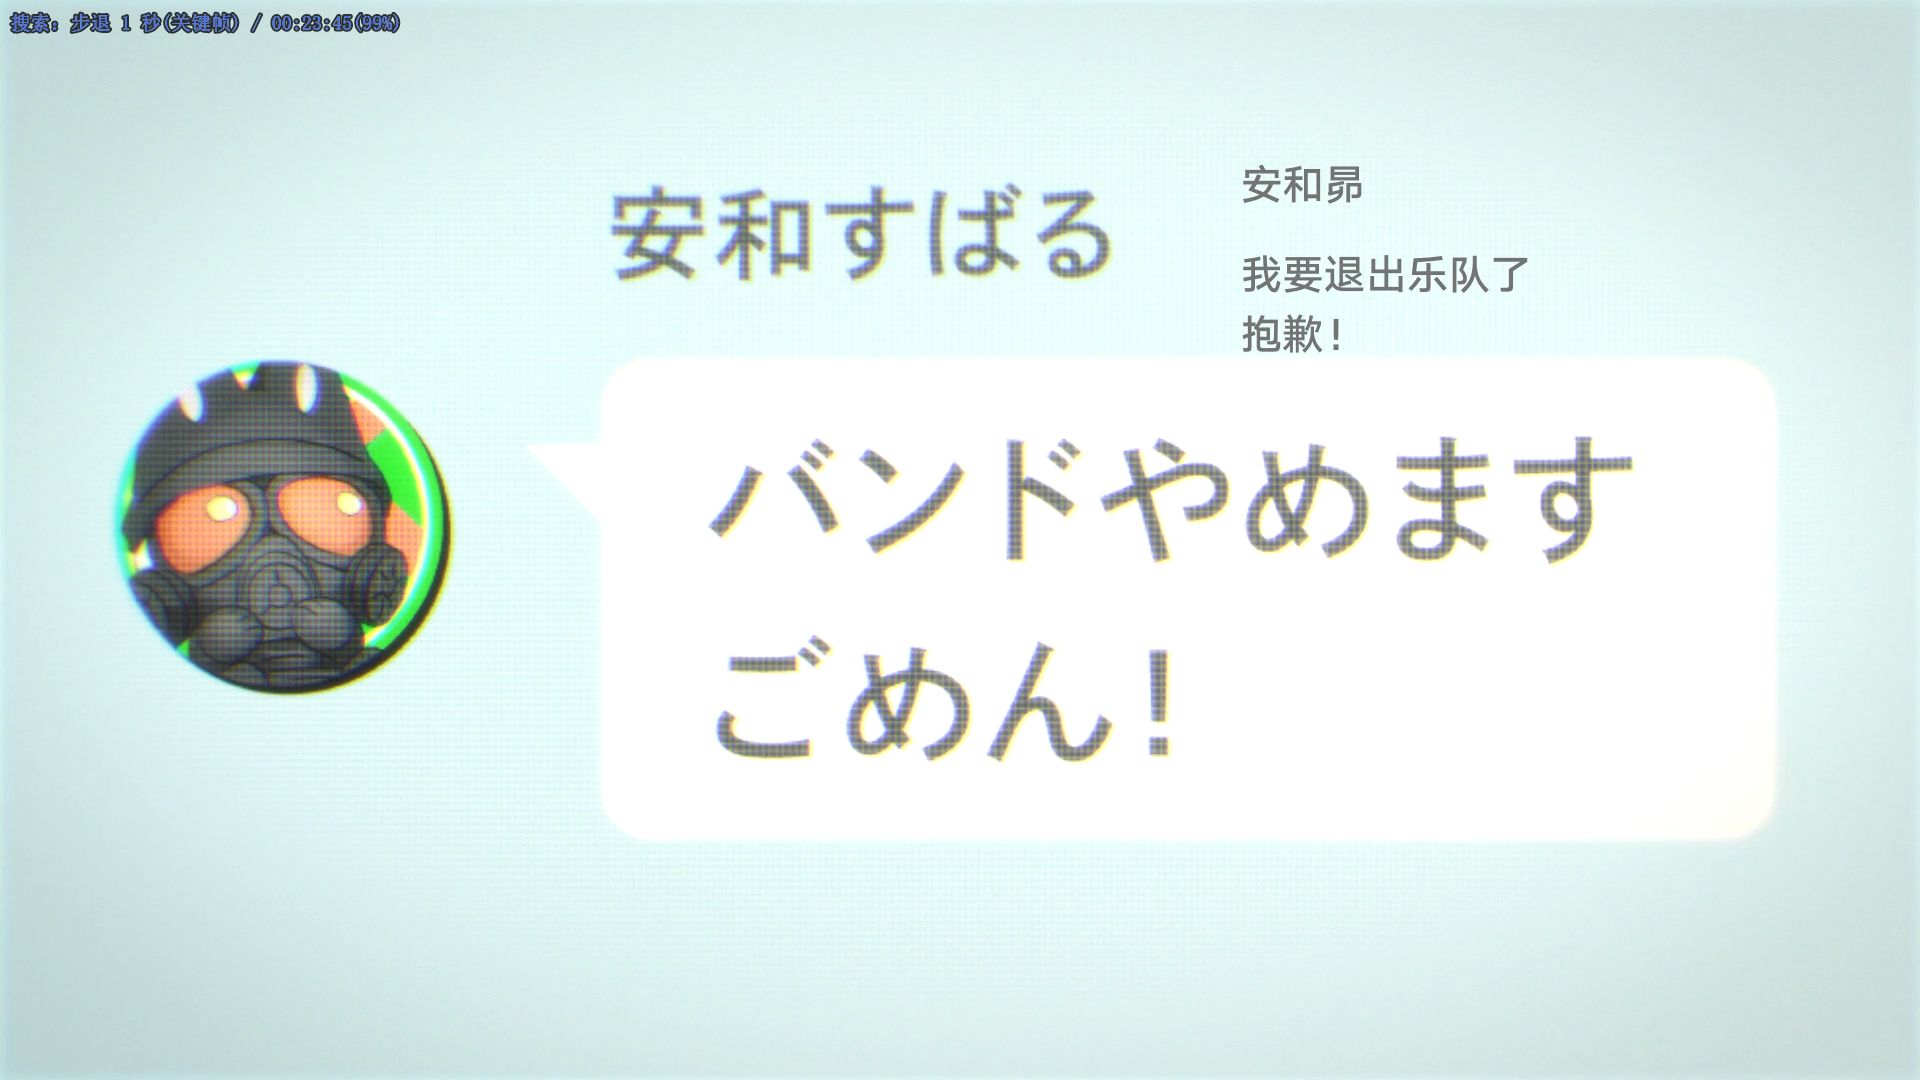 搜索: 步退 1 秒(关键帧) / 00:23:45(99%)
安和すばる
安和昴
我要退出乐队了
抱歉!
バンドやめます
ごめん!